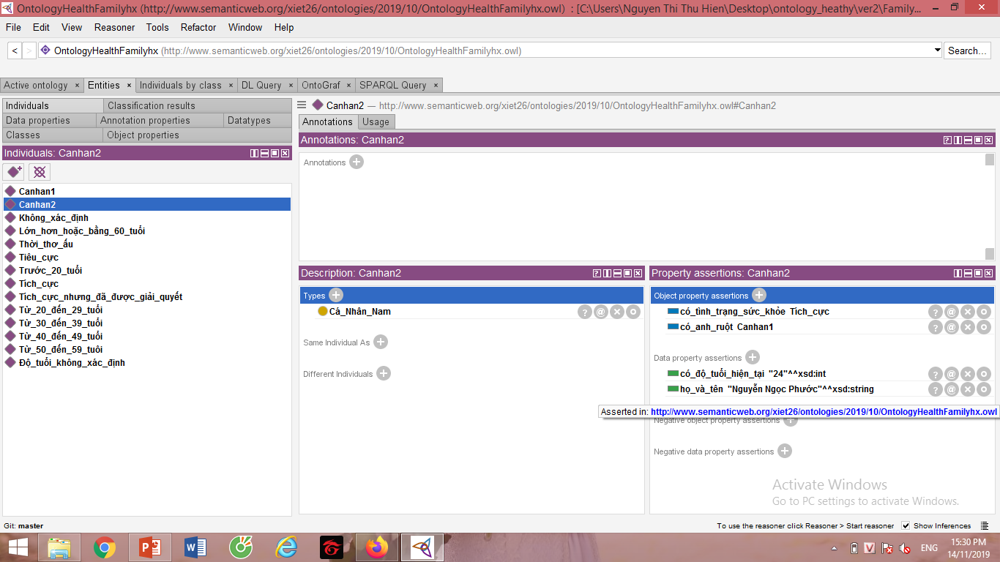 OntologyHealthFamilyhx (http://www.semanticweb.org/xiet26/ontologies/2019/10/OntologyHealthFamilyhx.owl) : [C:\Users\Nguyen Thi Thu Hien\Desktop\ontology_heathy\ver2\Family...
File Edit View Reasoner Tools Refactor Window Help
< > OntologyHealthFamilyhx (http://www.semanticweb.org/xiet26/ontologies/2019/10/OntologyHealthFamilyhx.owl) Search...
Active ontology × Entities × Individuals by class × DL Query × OntoGraf × SPARQL Query ×
Individuals Classification results
Data properties Annotation properties Datatypes
Classes Object properties
Individuals: Canhan2
Canhan1
Canhan2
Không_xác_định
Lớn_hơn_hoặc_bằng_60_tuổi
Thời_thơ_ấu
Tiêu_cực
Trước_20_tuổi
Tích_cực
Tích_cực_nhưng_đã_được_giải_quyết
Từ_20_đến_29_tuổi
Từ_30_đến_39_tuổi
Từ_40_đến_49_tuổi
Từ_50_đến_59_tuổi
Độ_tuổi_không_xác_định
Canhan2 — http://www.semanticweb.org/xiet26/ontologies/2019/10/OntologyHealthFamilyhx.owl#Canhan2
Annotations Usage
Annotations: Canhan2
Annotations
Description: Canhan2
Types
Cá_Nhân_Nam
Same Individual As
Different Individuals
Property assertions: Canhan2
Object property assertions
có_tình_trạng_sức_khỏe Tích_cực
có_anh_ruột Canhan1
Data property assertions
có_độ_tuổi_hiện_tại "24"^^xsd:int
họ_và_tên "Nguyễn Ngọc Phước"^^xsd:string
Asserted in: http://www.semanticweb.org/xiet26/ontologies/2019/10/OntologyHealthFamilyhx.owl
Negative object property assertions
Negative data property assertions
Activate Windows
Go to PC settings to activate Windows.
Git: master
To use the reasoner click Reasoner > Start reasoner Show Inferences
ENG
15:30 PM
14/11/2019